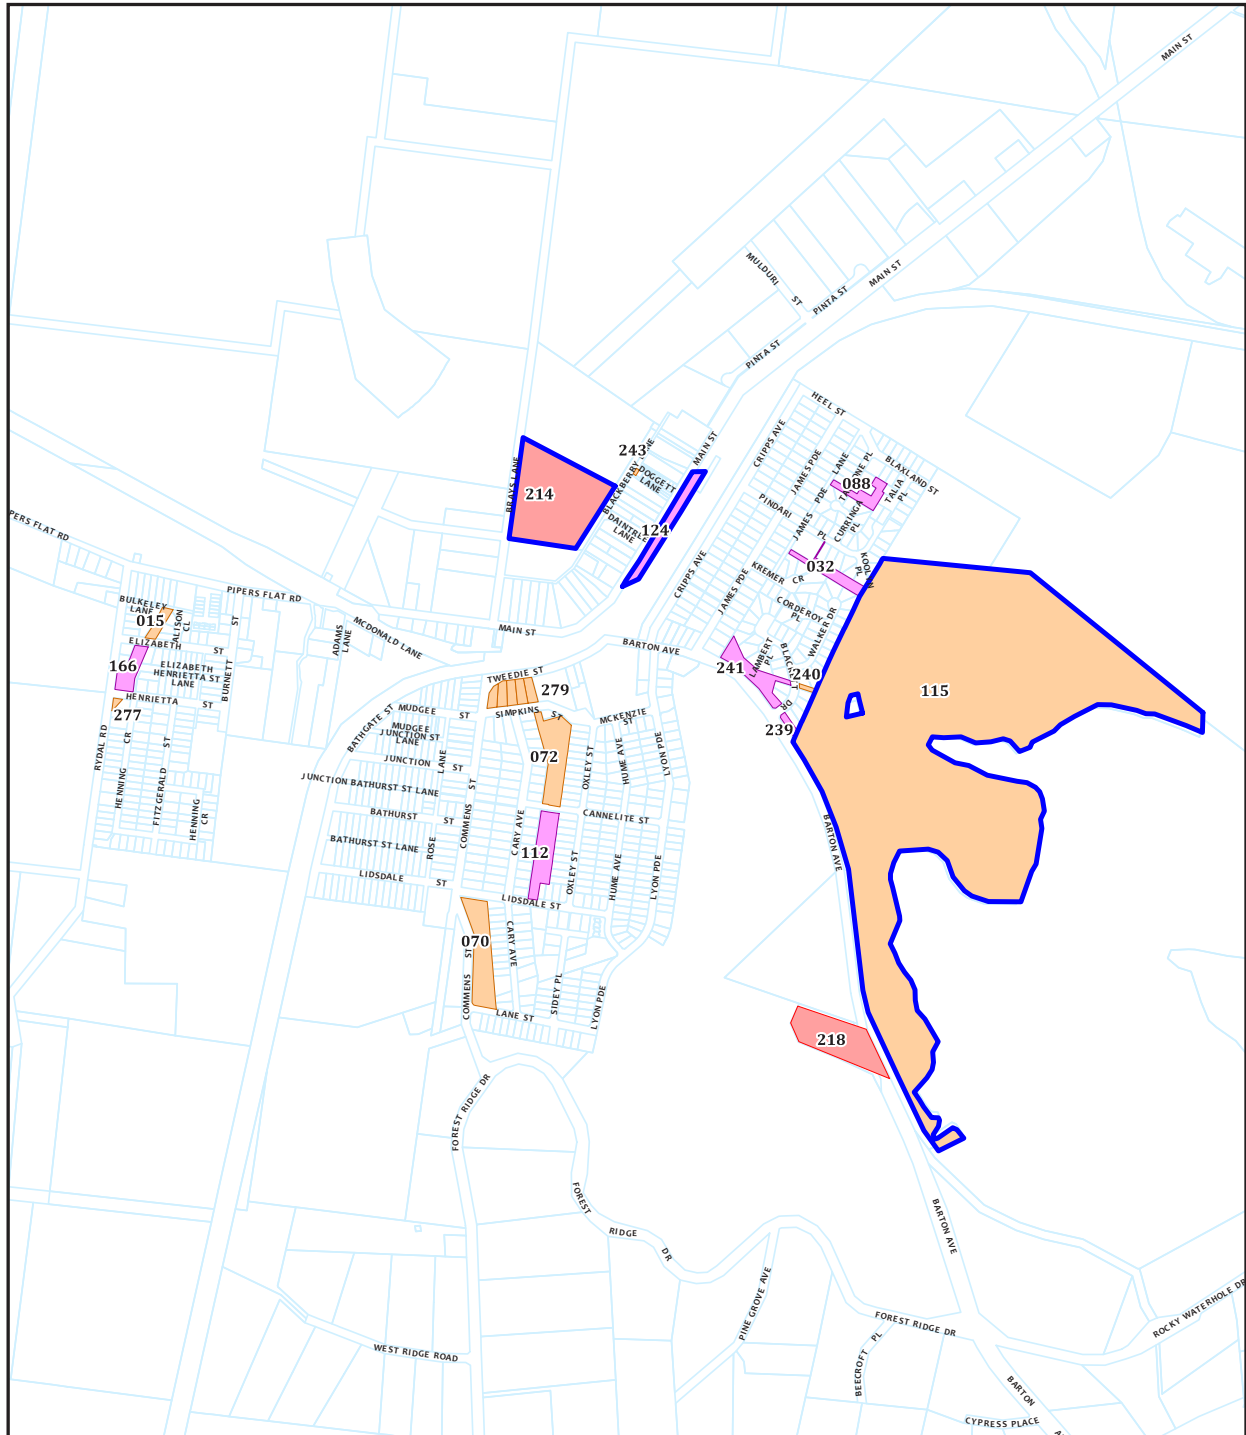 MAIN ST
MULDURI ST
MAIN ST
PINTA ST
PINTA ST
HEEL ST
CRIPPS AVE
MAIN ST
243
DOGGETT
LANE
BRAYS LANE
214
JAMES PDE
LANE
BLAXLAND ST
088
TALIA
PL
PINDARI PL
JAMES PDE
CURRINGA
PL
124
DAINTREE
LANE
032
KREMER CR
CRIPPS AVE
JAMES PDE
CORDEROY
PL
WALKER DR
PIPERS FLAT RD
BULKELEY
LANE
015
ALISON
CL
ST
ADAMS
LANE
MCDONALD LANE
MAIN ST
BARTON AVE
ELIZABETH ST
166
ELIZABETH
HENRIETTA ST
LANE
BURNETT
HENRIETTA ST
277
241
LAMBERT
PL
240
DR
239
115
TWEEDIE ST
279
SIMPKINS ST
MCKENZIE
ST
BATHGATE ST
MUDGEE ST
MUDGEE
JUNCTION ST
LANE
JUNCTION ST
LANE
072
OXLEY ST
HUME AVE
LYON PDE
RYDAL RD
HENNING
CR
FITZGERALD
ST
HENNING
CR
JUNCTION BATHURST ST LANE
BATHURST ST
COMMENS
ST
CANNELITE ST
CARY AVE
BATHURST ST LANE
ROSE
112
OXLEY ST
HUME AVE
LYON PDE
BARTON AVE
LIDSDALE ST
LIDSDALE ST
070
CARY AVE
COMMENS
ST
SIDEY PL
LYON PDE
LANE ST
218
FOREST RIDGE DR
FOREST RIDGE DR
BARTON AVE
PINE GROVE AVE
FOREST RIDGE DR
BEECROFT PL
ROCKY WATERHOLE DR
WEST RIDGE ROAD
BARTON
CYPRESS PLACE